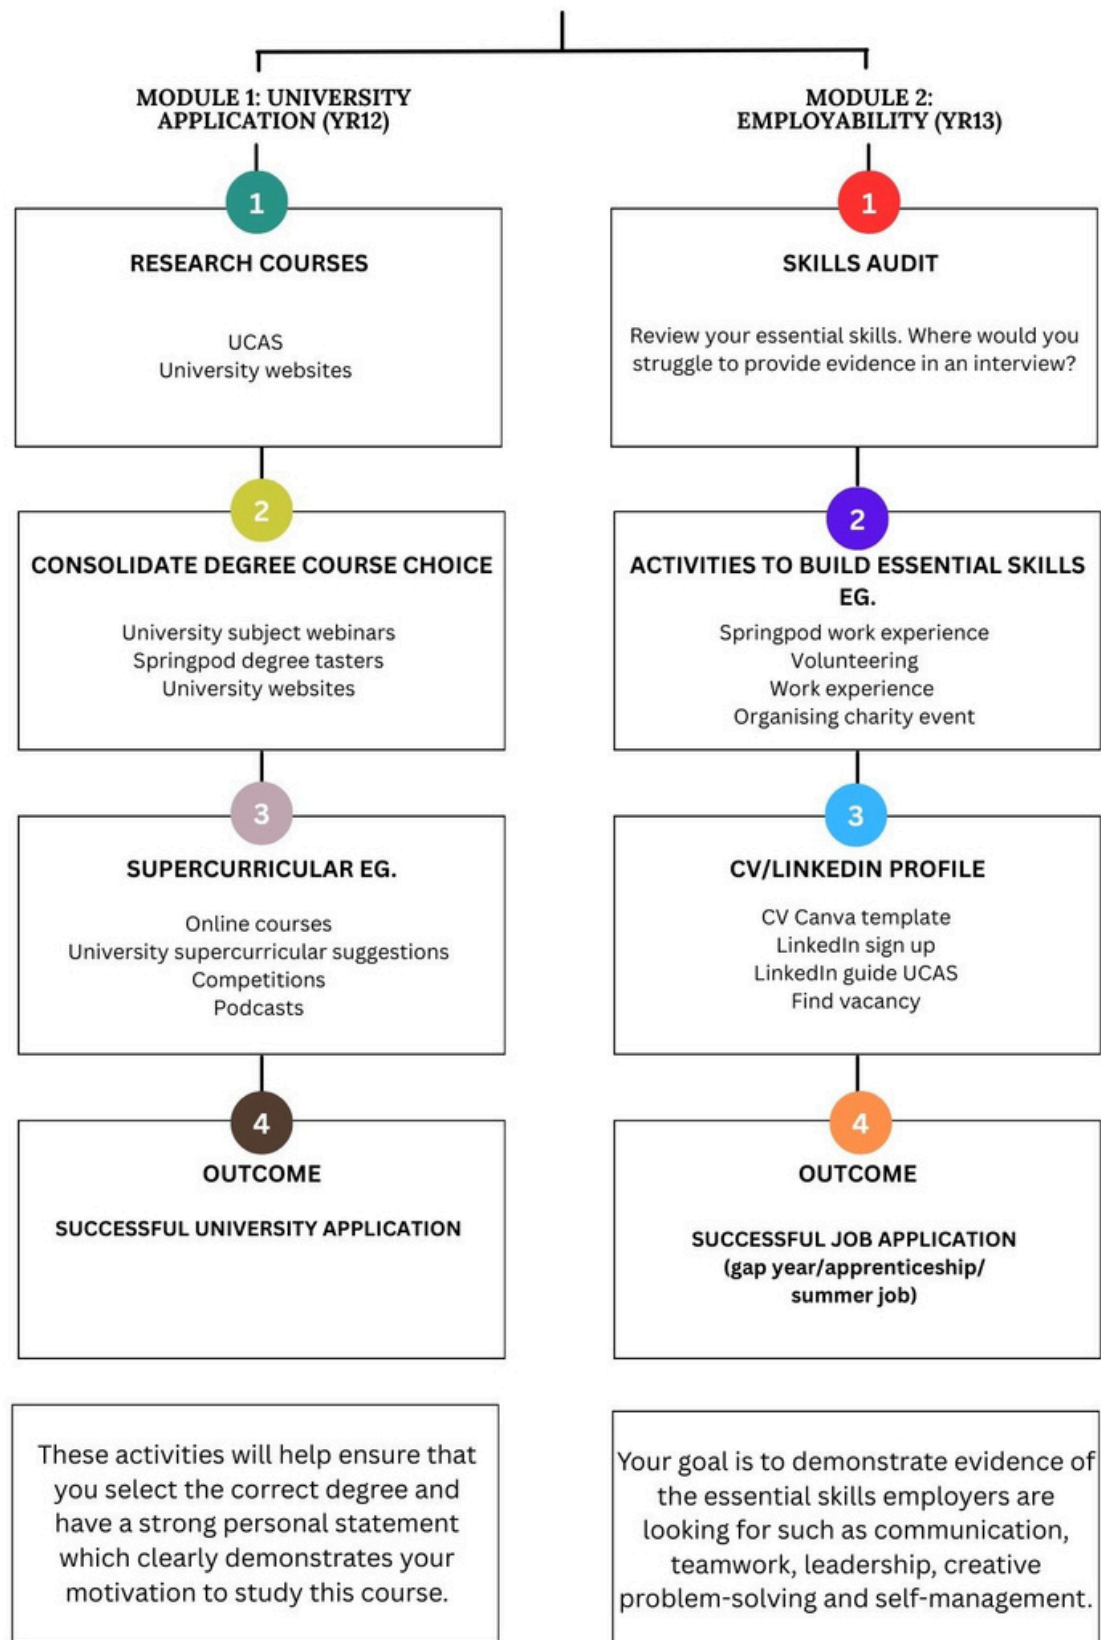 MODULE 1: UNIVERSITY
APPLICATION (YR12)
1
RESEARCH COURSES
UCAS
University websites
2
CONSOLIDATE DEGREE COURSE CHOICE
University subject webinars
Springpod degree tasters
University websites
3
SUPERCURRICULAR EG.
Online courses
University supercurricular suggestions
Competitions
Podcasts
4
OUTCOME
SUCCESSFUL UNIVERSITY APPLICATION
These activities will help ensure that
you select the correct degree and
have a strong personal statement
which clearly demonstrates your
motivation to study this course.
MODULE 2:
EMPLOYABILITY (YR13)
1
SKILLS AUDIT
Review your essential skills. Where would you
struggle to provide evidence in an interview?
2
ACTIVITIES TO BUILD ESSENTIAL SKILLS
EG.
Springpod work experience
Volunteering
Work experience
Organising charity event
3
CV/LINKEDIN PROFILE
CV Canva template
LinkedIn sign up
LinkedIn guide UCAS
Find vacancy
4
OUTCOME
SUCCESSFUL JOB APPLICATION
(gap year/apprenticeship/
summer job)
Your goal is to demonstrate evidence of
the essential skills employers are
looking for such as communication,
teamwork, leadership, creative
problem-solving and self-management.